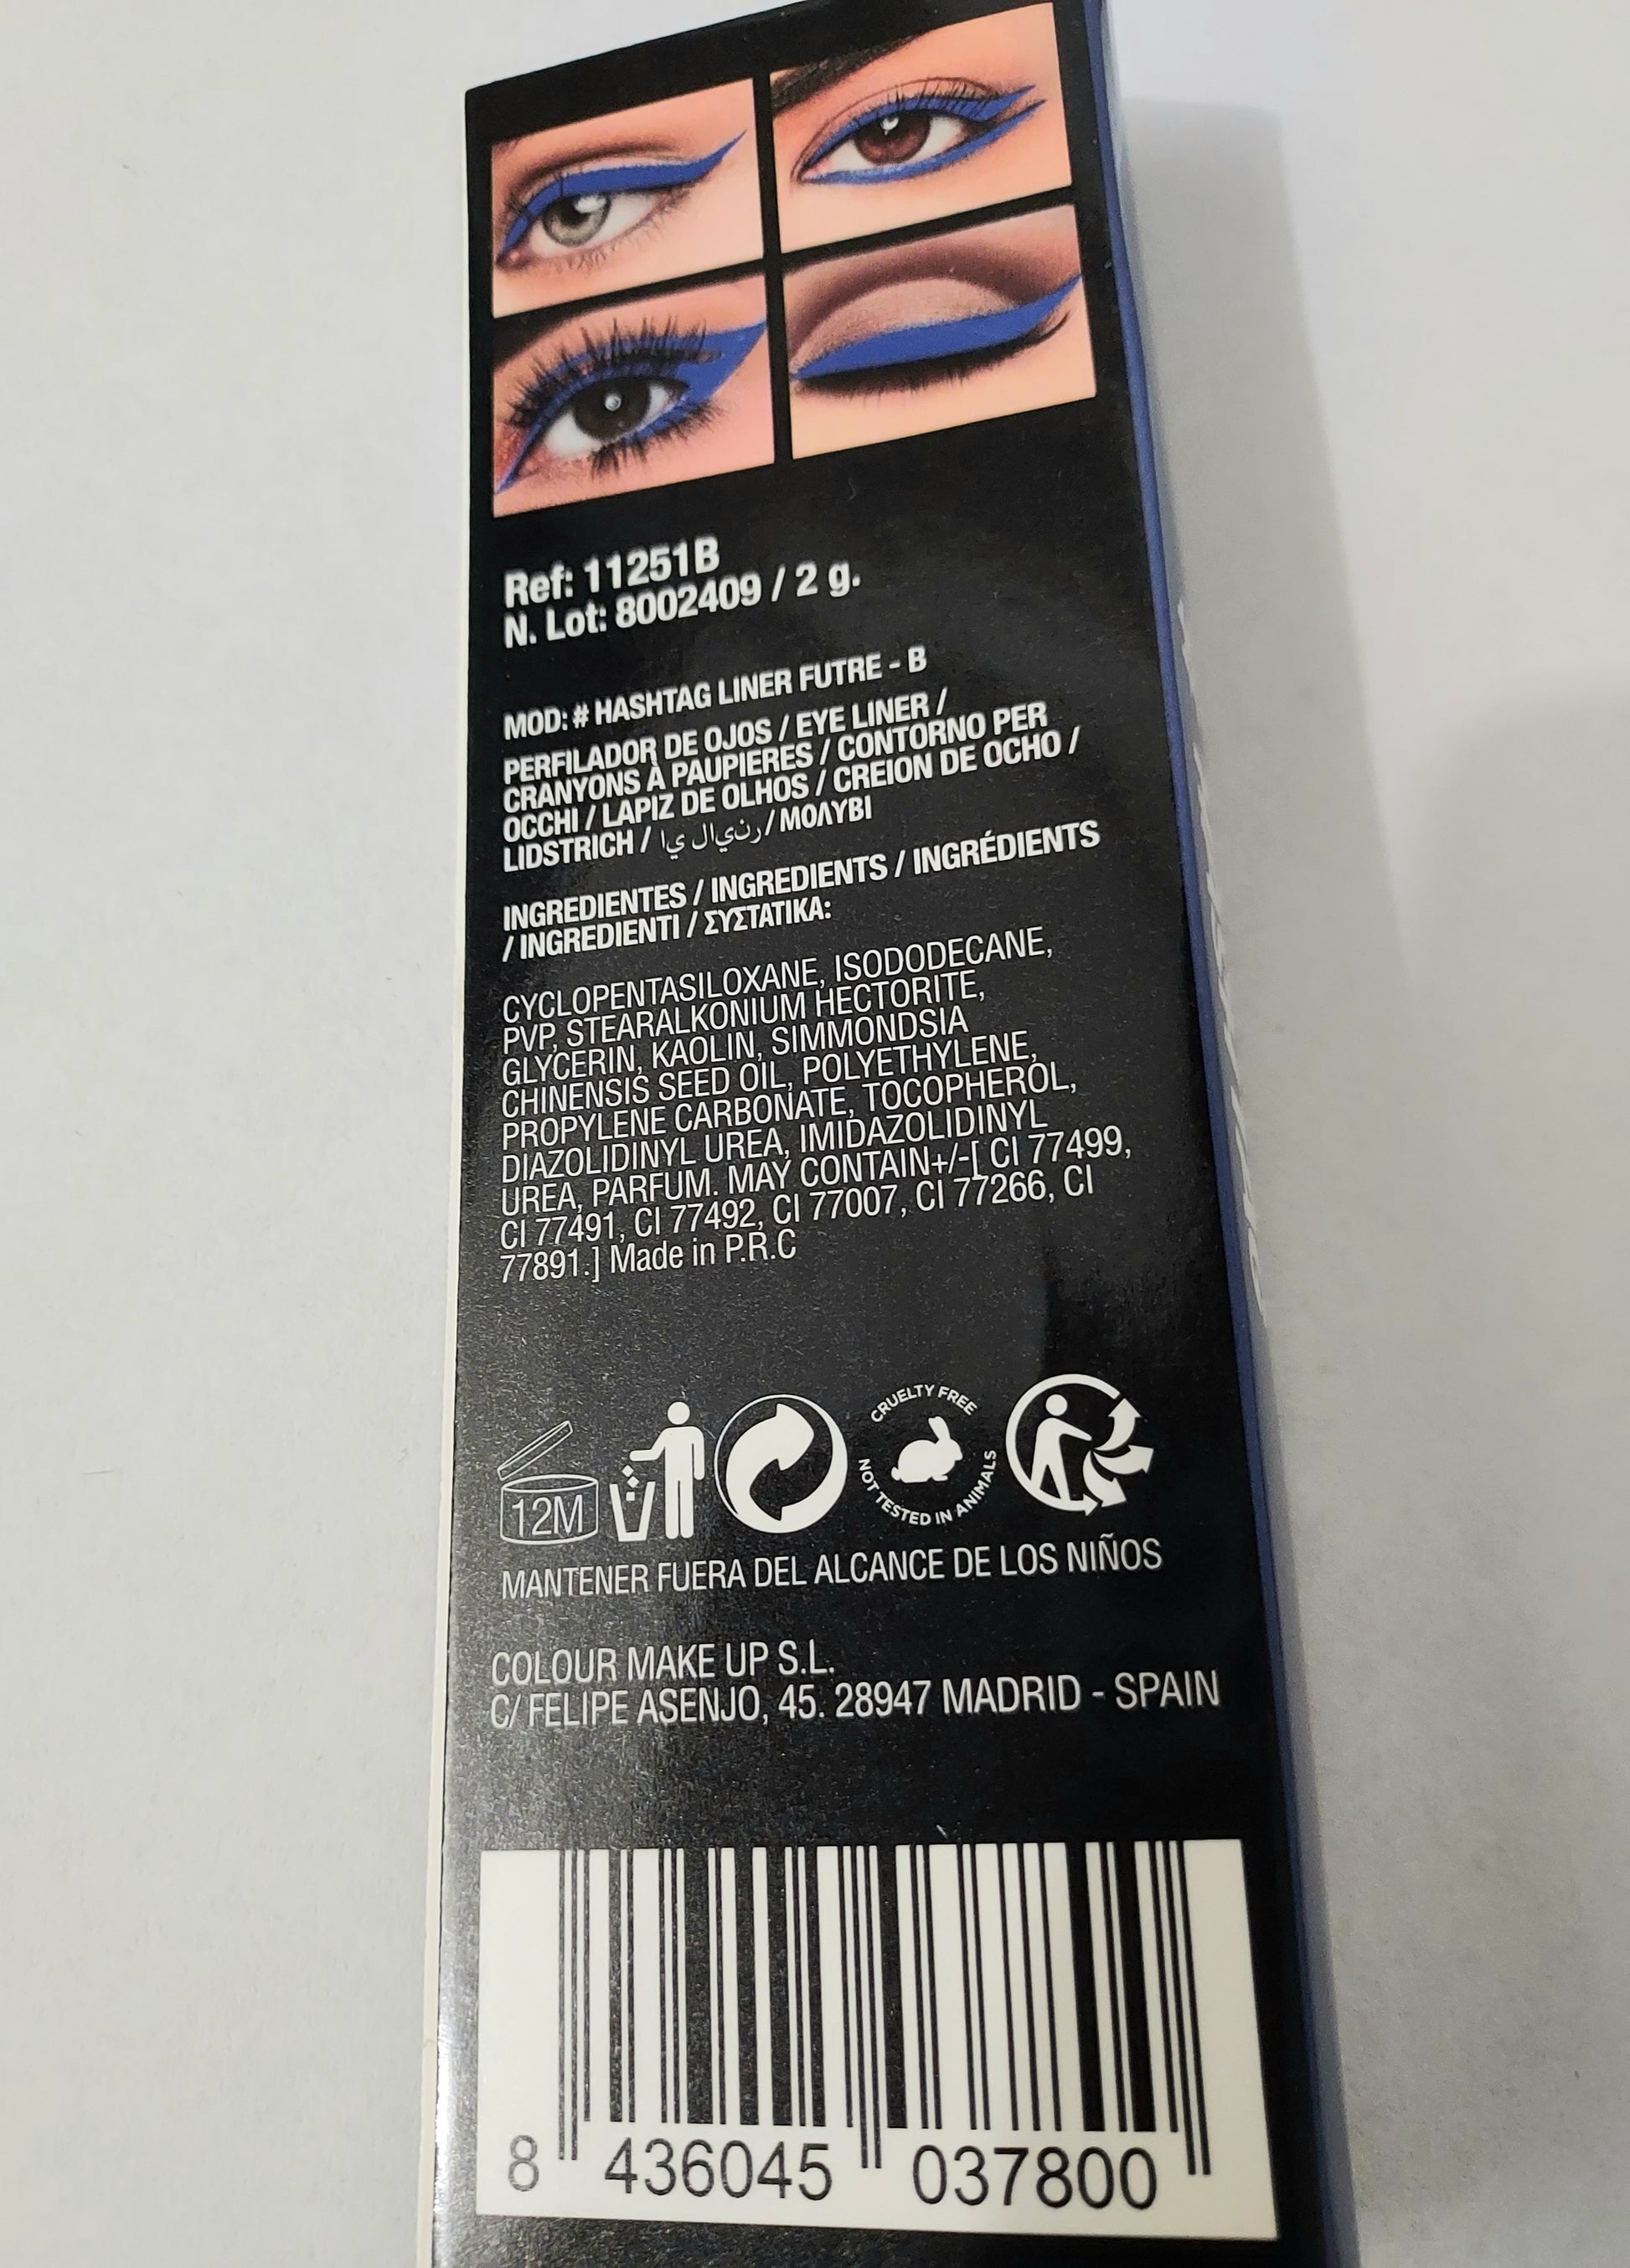 Ref: 11251B
N. Lot: 8002409 / 2 g.
MOD: # HASHTAG LINER FUTRE - B
PERFILADOR DE OJOS / EYE LINER /
CRANYONS À PAUPIERES / CONTORNO PER
OCCHI / LAPIZ DE OLHOS / CREION DE OCHO /
LIDSTRICH / اي لاينر / ΜΟΛΥΒΙ
INGREDIENTES / INGREDIENTS / INGRÉDIENTS
/ INGREDIENTI / ΣΥΣΤΑΤΙΚΑ:
CYCLOPENTASILOXANE, ISODODECANE,
PVP, STEARALKONIUM HECTORITE,
GLYCERIN, KAOLIN, SIMMONDSIA
CHINENSIS SEED OIL, POLYETHYLENE,
PROPYLENE CARBONATE, TOCOPHEROL,
DIAZOLIDINYL UREA, IMIDAZOLIDINYL
UREA, PARFUM. MAY CONTAIN+/-[ CI 77499,
CI 77491, CI 77492, CI 77007, CI 77266, CI
77891.] Made in P.R.C
12M
CRUELTY FREE
NOT TESTED IN ANIMALS
MANTENER FUERA DEL ALCANCE DE LOS NIÑOS
COLOUR MAKE UP S.L.
C/ FELIPE ASENJO, 45. 28947 MADRID - SPAIN
8 436045 037800